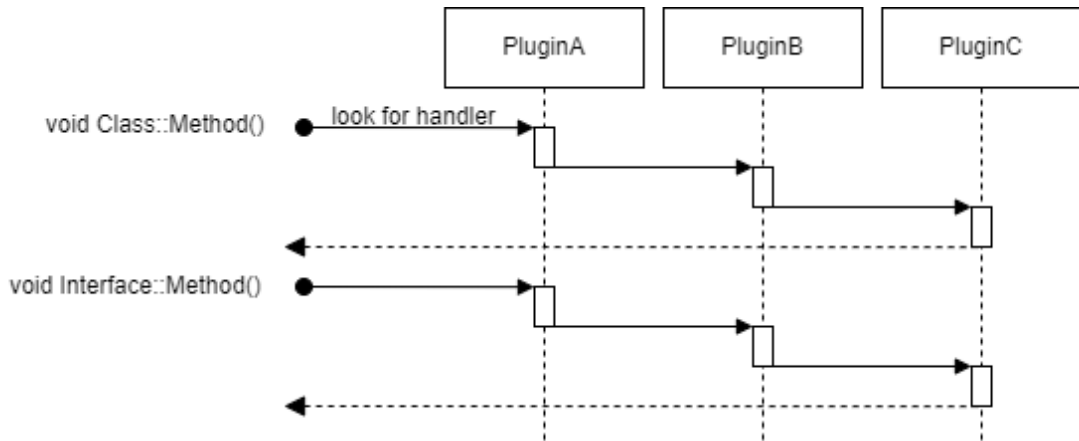 PluginA
PluginB
PluginC
void Class::Method()
look for handler
void Interface::Method()